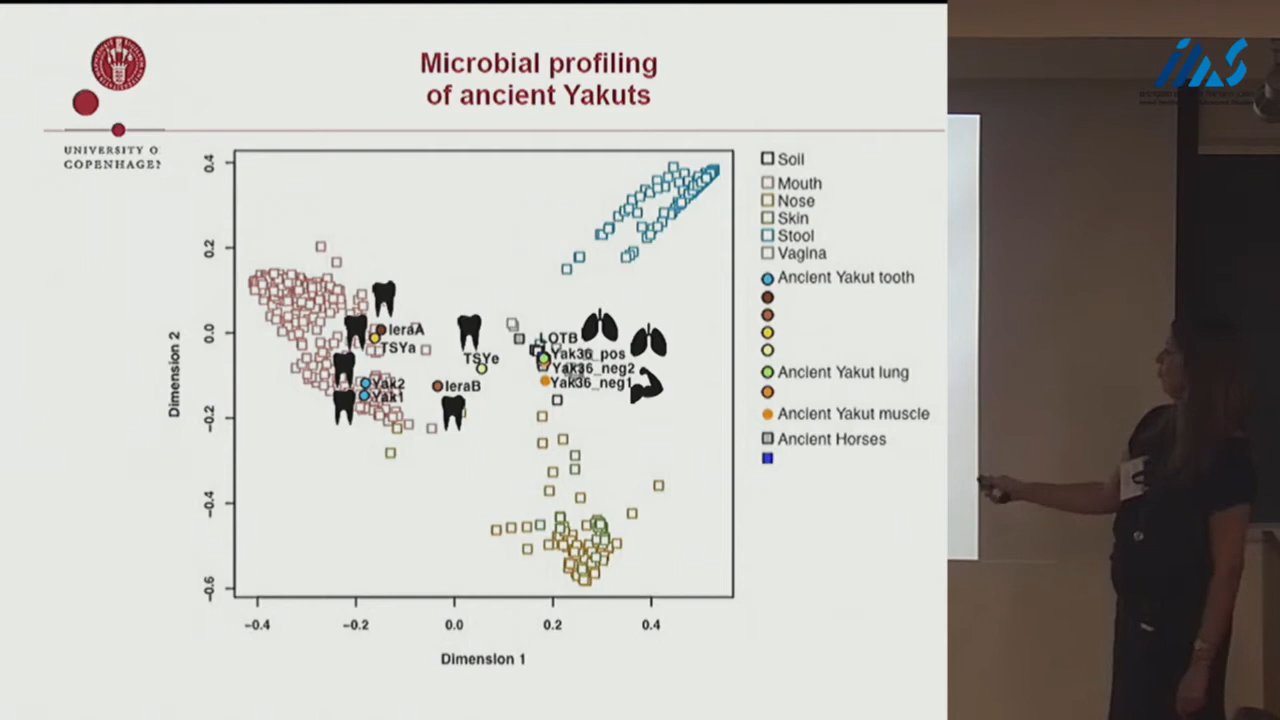 Microbial profiling
of ancient Yakuts
UNIVERSITY O
COPENHAGE?
0.4
0.2
0.0
−0.2
−0.4
−0.6
Dimension 2
−0.4
−0.2
0.0
0.2
0.4
Dimension 1
IeraA
TSYa
TSYe
Yak2
Yak1
IeraB
LOTB
Yak36_pos
Yak36_neg2
Yak36_neg1
Soil
Mouth
Nose
Skin
Stool
Vagina
Ancient Yakut tooth
Ancient Yakut lung
Ancient Yakut muscle
Ancient Horses
IIAS